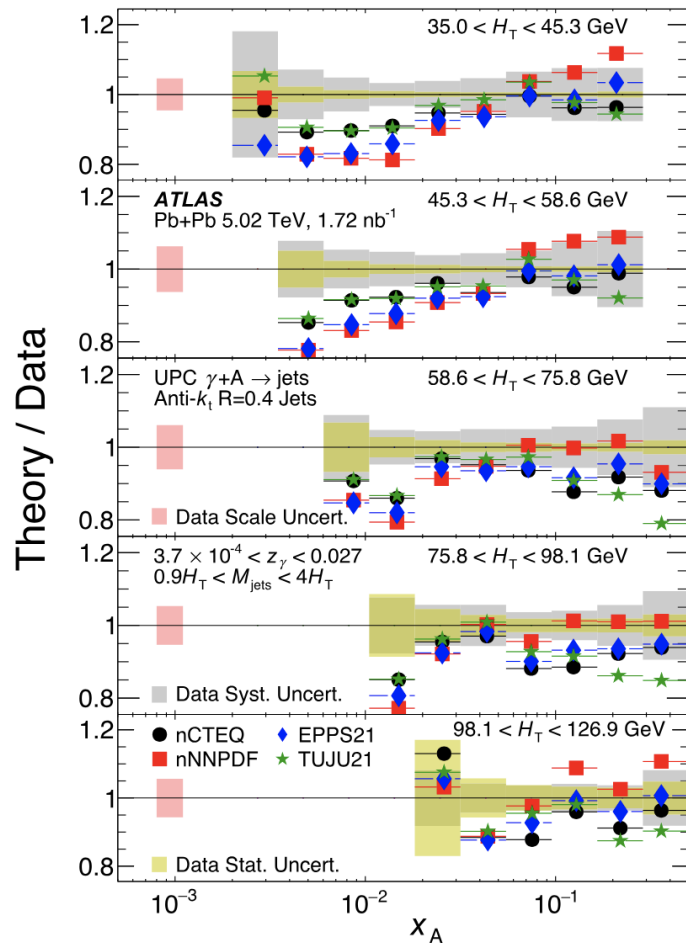 Theory / Data
1.2
1
0.8
35.0 < H_T < 45.3 GeV
1.2
1
0.8
ATLAS
Pb+Pb 5.02 TeV, 1.72 nb⁻¹
45.3 < H_T < 58.6 GeV
1.2
1
0.8
UPC γ+A → jets
Anti-k_t R=0.4 Jets
58.6 < H_T < 75.8 GeV
Data Scale Uncert.
1.2
1
0.8
3.7 × 10⁻⁴ < z_γ < 0.027
0.9H_T < M_jets < 4H_T
75.8 < H_T < 98.1 GeV
Data Syst. Uncert.
1.2
1
0.8
nCTEQ
EPPS21
nNNPDF
TUJU21
98.1 < H_T < 126.9 GeV
Data Stat. Uncert.
10⁻³
10⁻²
10⁻¹
x_A